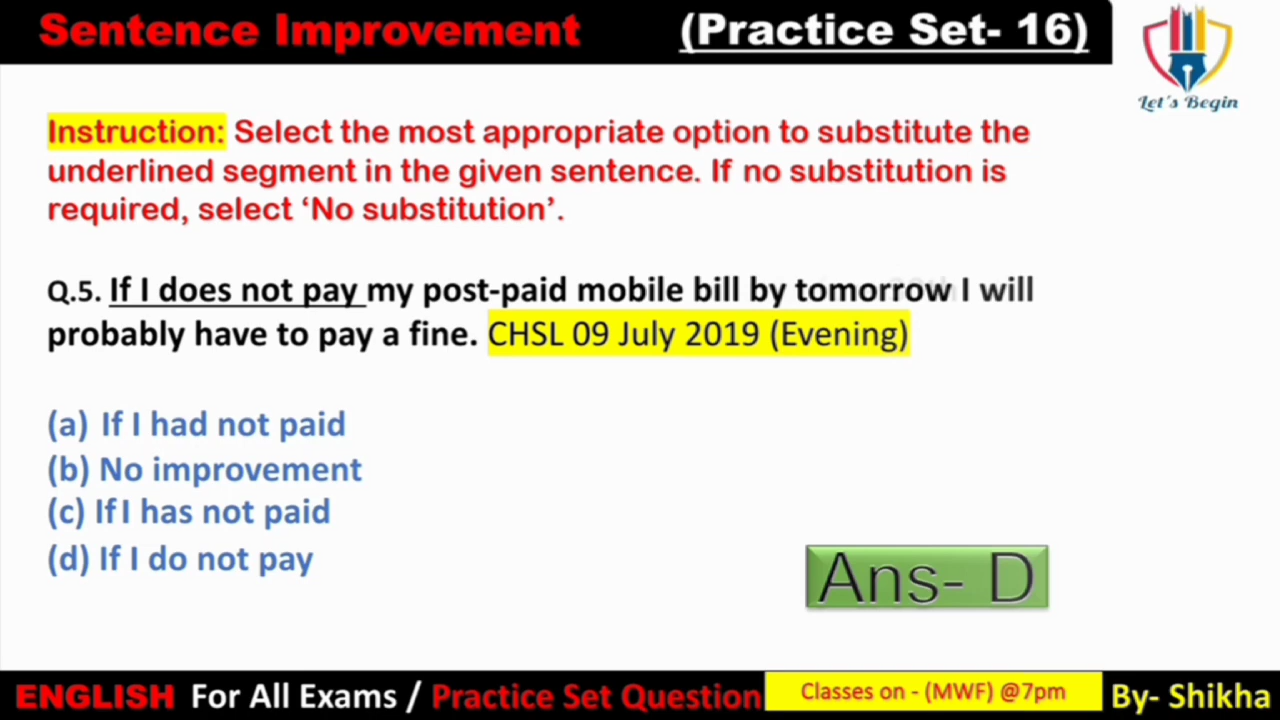 Sentence Improvement (Practice Set- 16)
Let's Begin
Instruction: Select the most appropriate option to substitute the
underlined segment in the given sentence. If no substitution is
required, select ‘No substitution’.
Q.5. If I does not pay my post-paid mobile bill by tomorrow I will
probably have to pay a fine. CHSL 09 July 2019 (Evening)
(a) If I had not paid
(b) No improvement
(c) If I has not paid
(d) If I do not pay
Ans- D
ENGLISH For All Exams / Practice Set Question Classes on - (MWF) @7pm By- Shikha